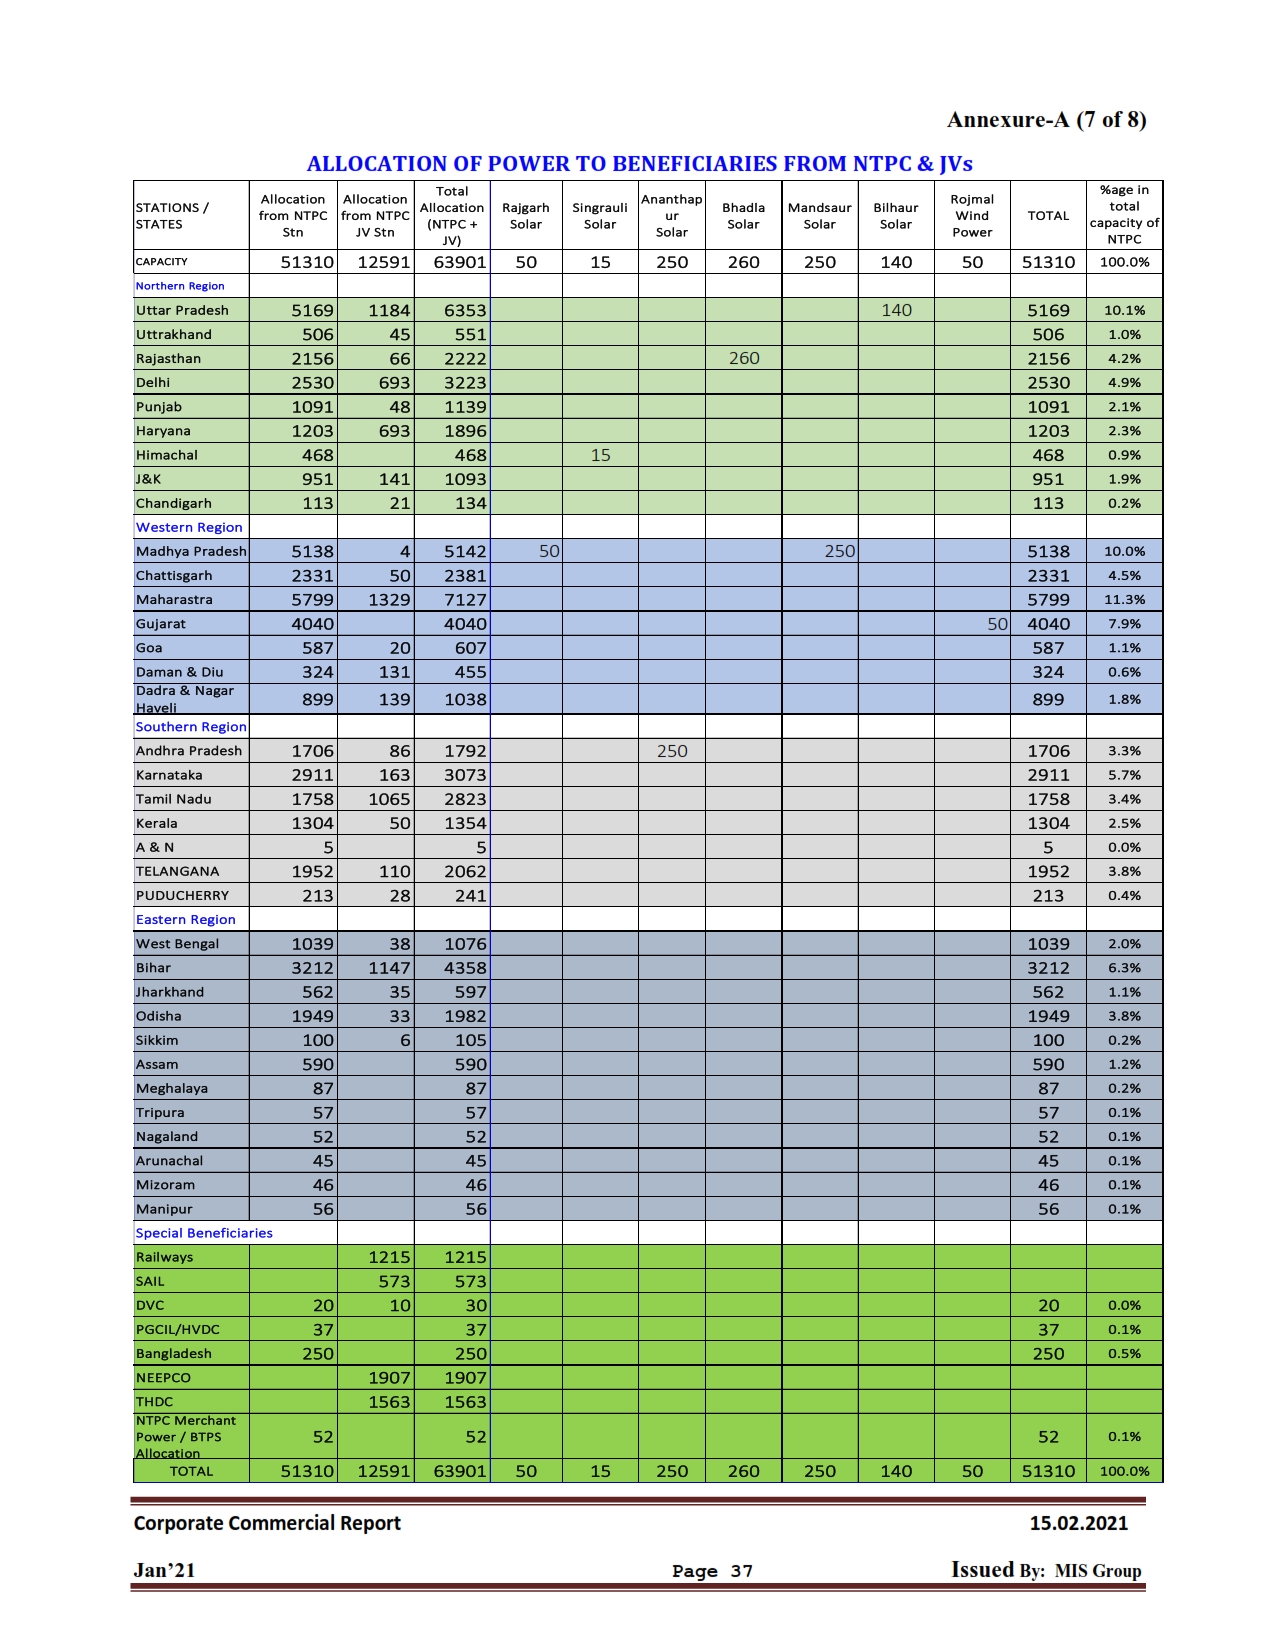 Annexure-A (7 of 8)
ALLOCATION OF POWER TO BENEFICIARIES FROM NTPC & JVs
STATIONS / STATES Allocation from NTPC Stn Allocation from NTPC JV Stn Total Allocation (NTPC + JV) Rajgarh Solar Singrauli Solar Ananthap ur Solar Bhadla Solar Mandsaur Solar Bilhaur Solar Rojmal Wind Power TOTAL %age in total capacity of NTPC
CAPACITY 51310 12591 63901 50 15 250 260 250 140 50 51310 100.0%
Northern Region
Uttar Pradesh 5169 1184 6353 140 5169 10.1%
Uttrakhand 506 45 551 506 1.0%
Rajasthan 2156 66 2222 260 2156 4.2%
Delhi 2530 693 3223 2530 4.9%
Punjab 1091 48 1139 1091 2.1%
Haryana 1203 693 1896 1203 2.3%
Himachal 468 468 15 468 0.9%
J&K 951 141 1093 951 1.9%
Chandigarh 113 21 134 113 0.2%
Western Region
Madhya Pradesh 5138 4 5142 50 250 5138 10.0%
Chattisgarh 2331 50 2381 2331 4.5%
Maharastra 5799 1329 7127 5799 11.3%
Gujarat 4040 4040 50 4040 7.9%
Goa 587 20 607 587 1.1%
Daman & Diu 324 131 455 324 0.6%
Dadra & Nagar Haveli 899 139 1038 899 1.8%
Southern Region
Andhra Pradesh 1706 86 1792 250 1706 3.3%
Karnataka 2911 163 3073 2911 5.7%
Tamil Nadu 1758 1065 2823 1758 3.4%
Kerala 1304 50 1354 1304 2.5%
A & N 5 5 5 0.0%
TELANGANA 1952 110 2062 1952 3.8%
PUDUCHERRY 213 28 241 213 0.4%
Eastern Region
West Bengal 1039 38 1076 1039 2.0%
Bihar 3212 1147 4358 3212 6.3%
Jharkhand 562 35 597 562 1.1%
Odisha 1949 33 1982 1949 3.8%
Sikkim 100 6 105 100 0.2%
Assam 590 590 590 1.2%
Meghalaya 87 87 87 0.2%
Tripura 57 57 57 0.1%
Nagaland 52 52 52 0.1%
Arunachal 45 45 45 0.1%
Mizoram 46 46 46 0.1%
Manipur 56 56 56 0.1%
Special Beneficiaries
Railways 1215 1215
SAIL 573 573
DVC 20 10 30 20 0.0%
PGCIL/HVDC 37 37 37 0.1%
Bangladesh 250 250 250 0.5%
NEEPCO 1907 1907
THDC 1563 1563
NTPC Merchant Power / BTPS Allocation 52 52 52 0.1%
TOTAL 51310 12591 63901 50 15 250 260 250 140 50 51310 100.0%
Corporate Commercial Report 15.02.2021
Jan'21 Page 37 Issued By: MIS Group